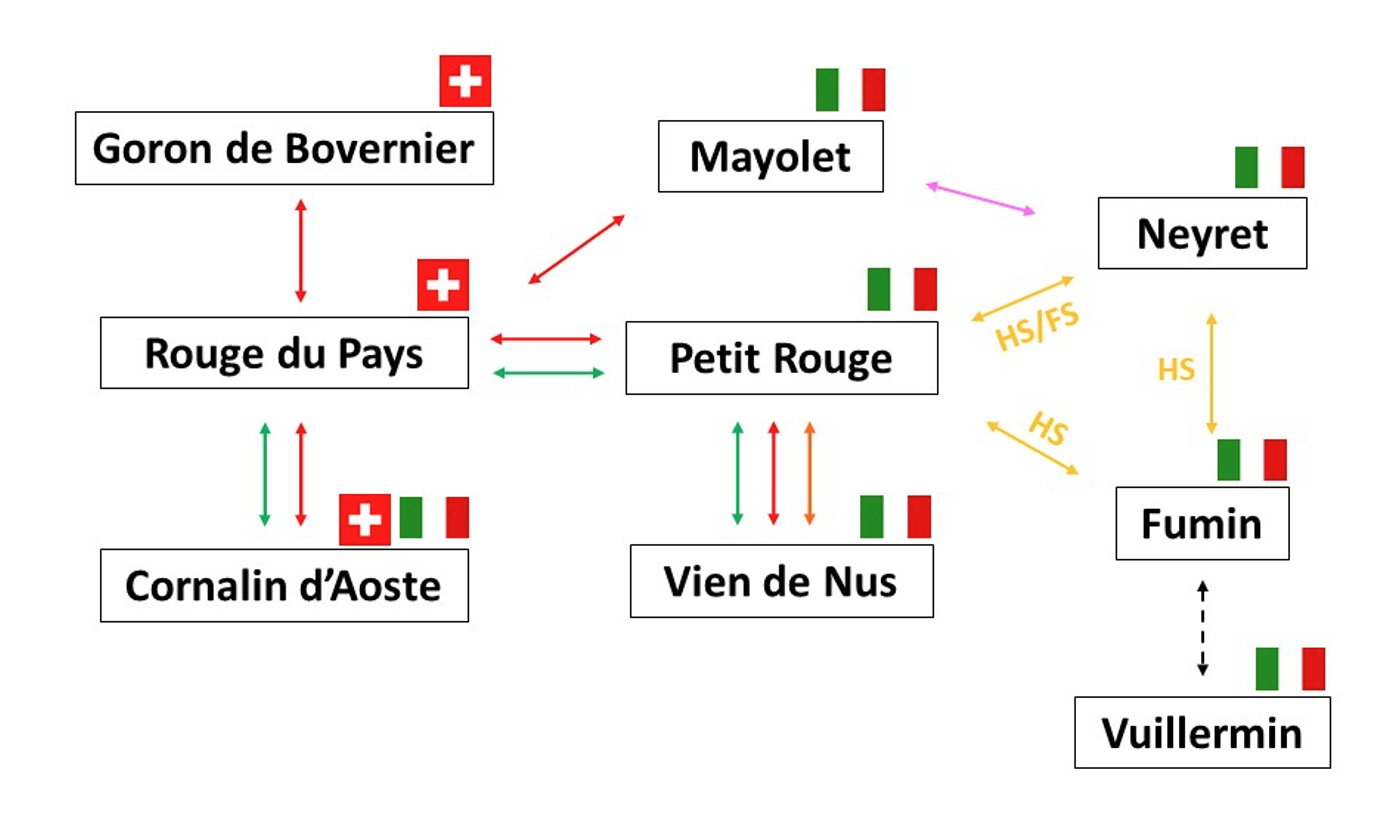 Goron de Bovernier
Mayolet
Neyret
Rouge du Pays
Petit Rouge
HS/FS
HS
HS
Cornalin d’Aoste
Vien de Nus
Fumin
Vuillermin